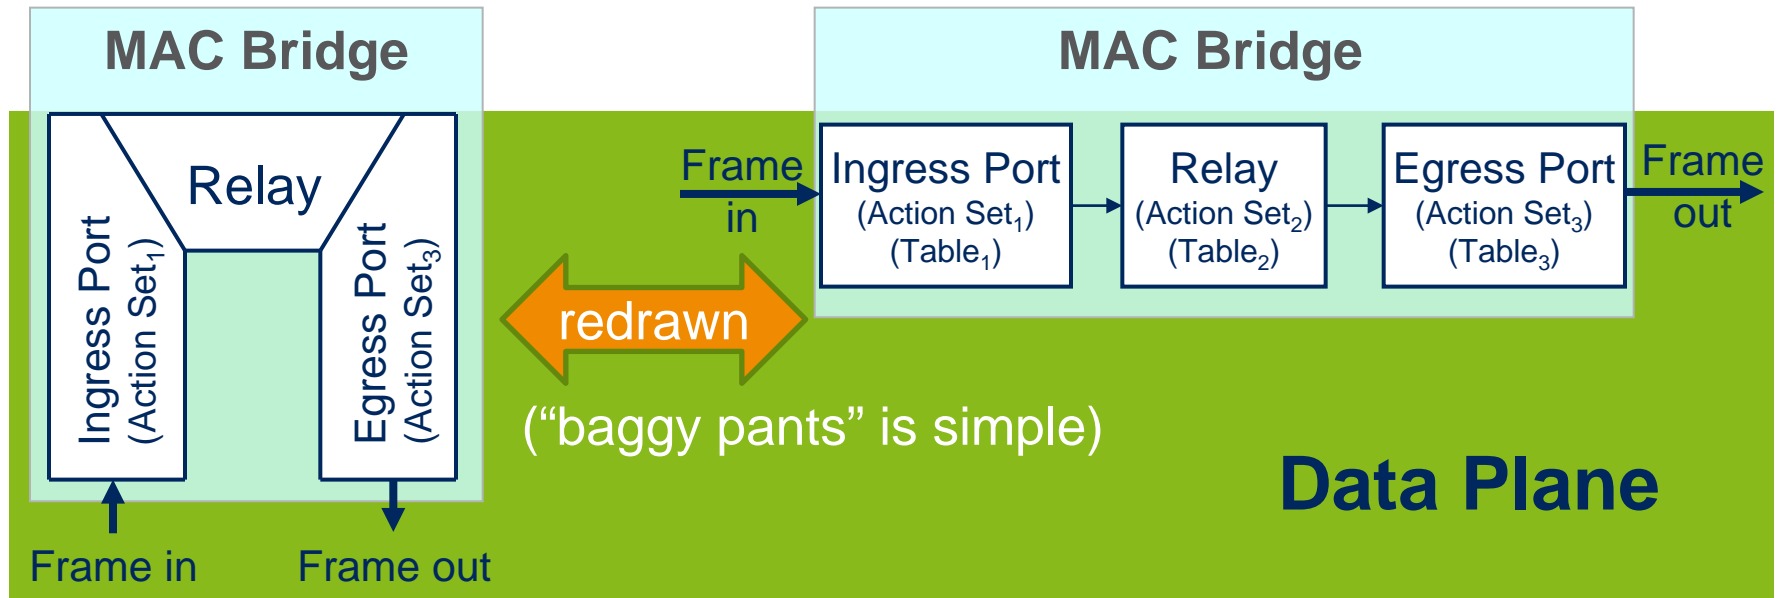 MAC Bridge
Relay
Ingress Port
(Action Set₁)
Egress Port
(Action Set₃)
Frame in
Frame out
redrawn
(“baggy pants” is simple)
MAC Bridge
Frame
in
Ingress Port
(Action Set₁)
(Table₁)
Relay
(Action Set₂)
(Table₂)
Egress Port
(Action Set₃)
(Table₃)
Frame
out
Data Plane